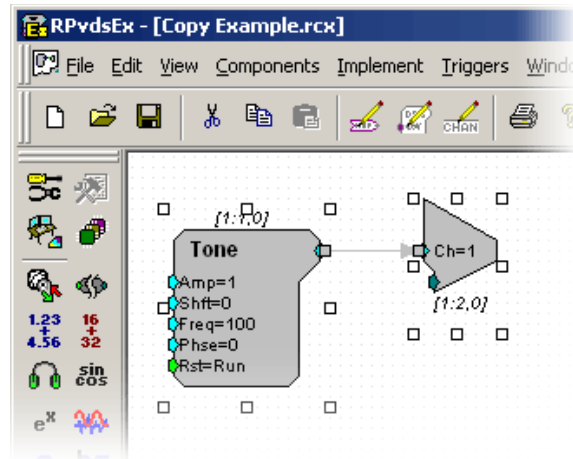 RPvdsEx - [Copy Example.rcx]
File Edit View Components Implement Triggers Windo
CHAN
[1:1,0]
Tone
Amp=1
Shft=0
Freq=100
Phse=0
Rst=Run
Ch=1
[1:2,0]
1.23
+
4.56
16
+
32
sin
cos
eˣ